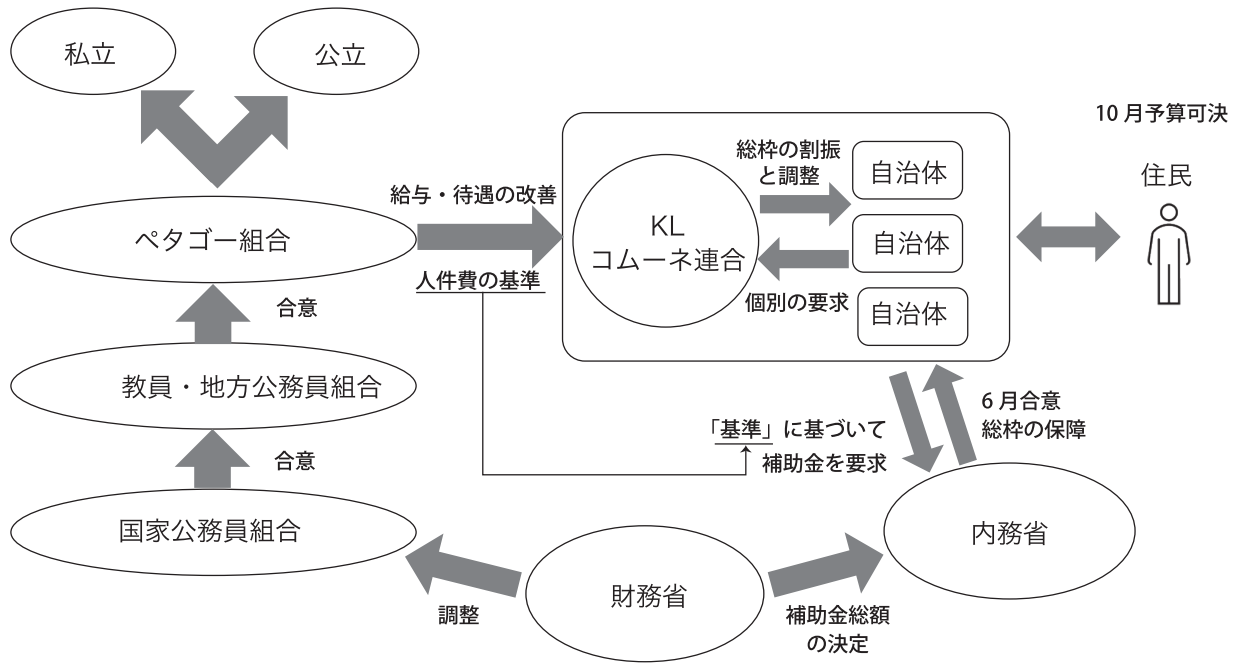 私立
公立
10月予算可決
総枠の割振
と調整
自治体
住民
給与・待遇の改善
ペタゴー組合
KL
コムーネ連合
自治体
人件費の基準
個別の要求
自治体
合意
教員・地方公務員組合
6月合意
総枠の保障
「基準」に基づいて
補助金を要求
合意
国家公務員組合
内務省
財務省
調整
補助金総額
の決定